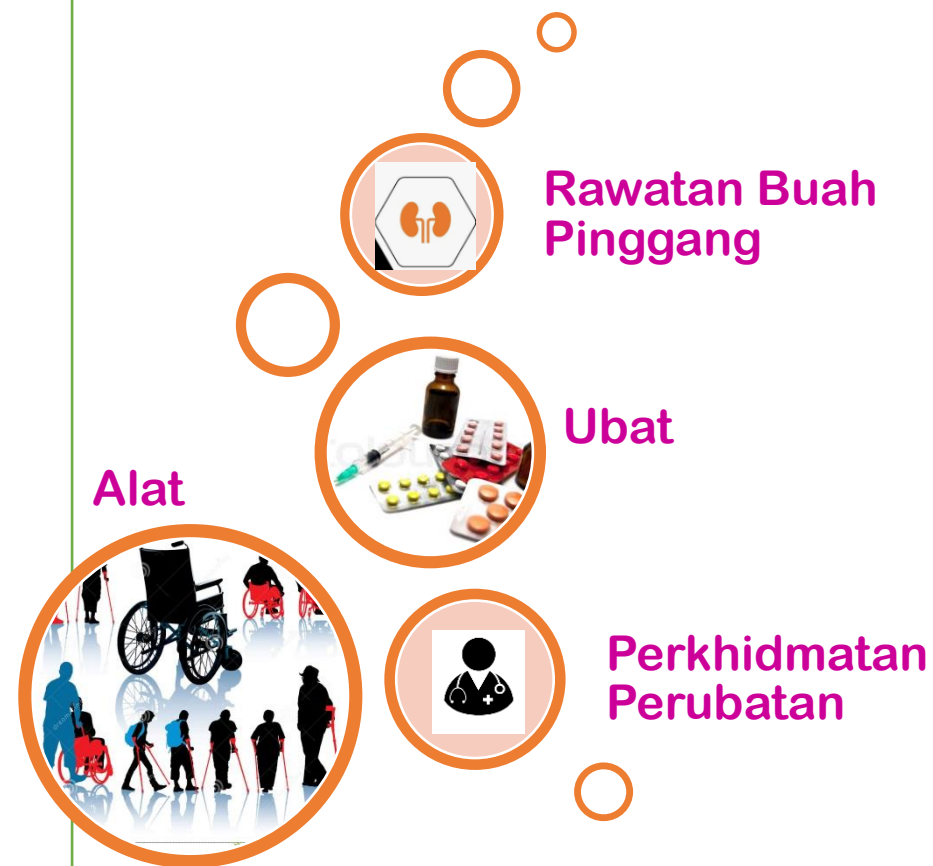 Rawatan Buah
Pinggang
Ubat
Alat
Perkhidmatan
Perubatan